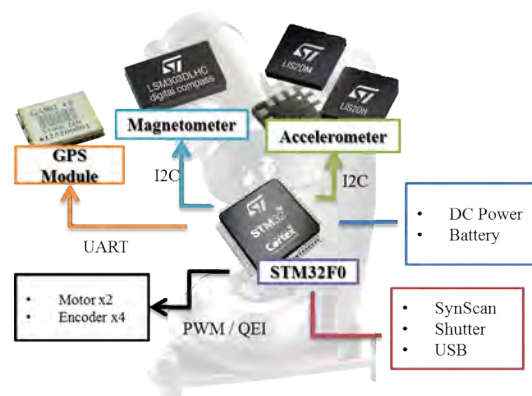 LSM303DLHC
digital compass
LIS2DM
LIS2DH
Magnetometer
Accelerometer
GPS
Module
I2C
I2C
STM32
Cortex
STM32F0
UART
• DC Power
• Battery
• Motor x2
• Encoder x4
PWM / QEI
• SynScan
• Shutter
• USB